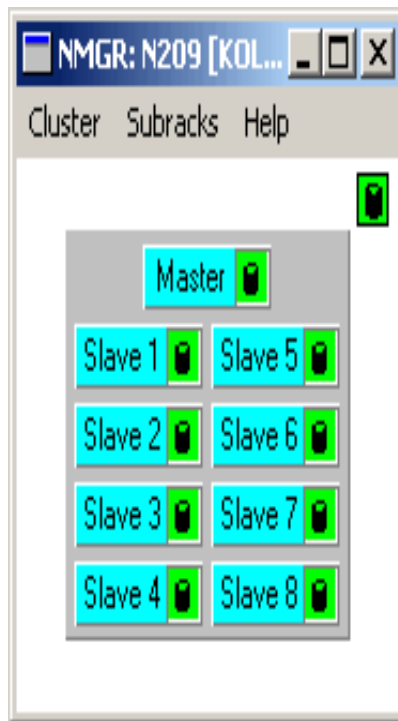 NMGR: N209 [KOL...
Cluster Subracks Help
Master
Slave 1 Slave 5
Slave 2 Slave 6
Slave 3 Slave 7
Slave 4 Slave 8